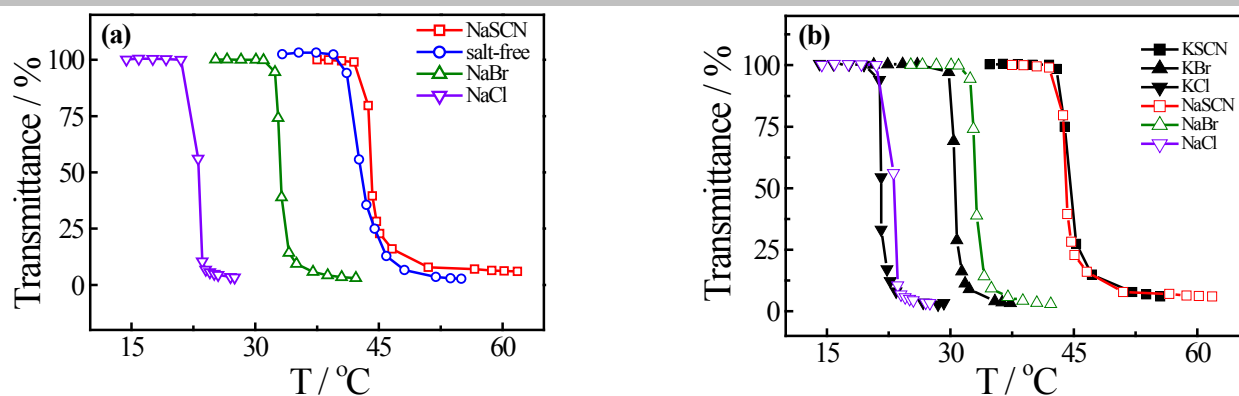 (a)
NaSCN
salt-free
NaBr
NaCl
Transmittance / %
100
75
50
25
0
15 30 45 60
T / °C
(b)
KSCN
KBr
KCl
NaSCN
NaBr
NaCl
Transmittance / %
100
75
50
25
0
15 30 45 60
T / °C